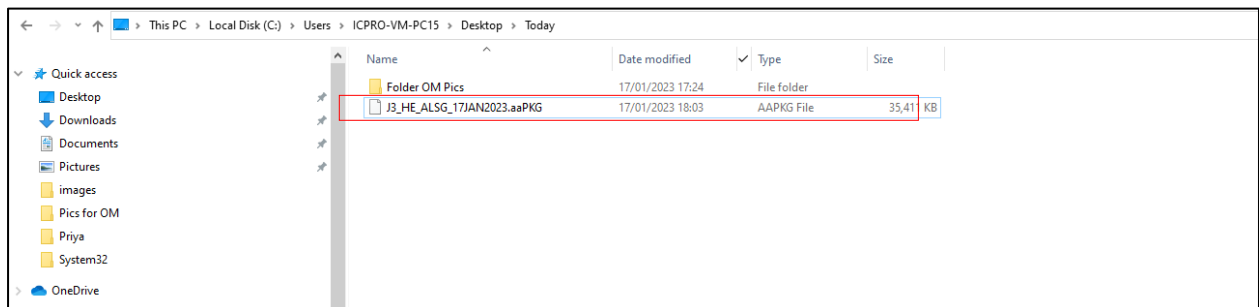 This PC > Local Disk (C:) > Users > ICPRO-VM-PC15 > Desktop > Today
Name Date modified Type Size
Quick access
Desktop
Downloads
Documents
Pictures
images
Pics for OM
Priya
System32
OneDrive
Folder OM Pics 17/01/2023 17:24 File folder
J3_HE_ALSG_17JAN2023.aaPKG 17/01/2023 18:03 AAPKG File 35,411 KB